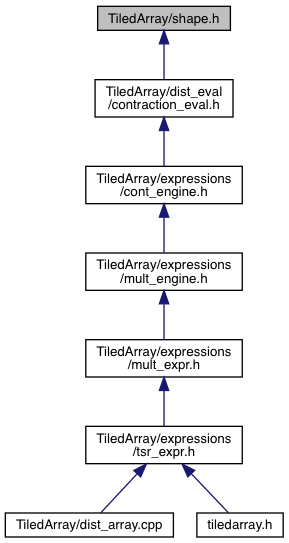 TiledArray/shape.h
TiledArray/dist_eval
/contraction_eval.h
TiledArray/expressions
/cont_engine.h
TiledArray/expressions
/mult_engine.h
TiledArray/expressions
/mult_expr.h
TiledArray/expressions
/tsr_expr.h
TiledArray/dist_array.cpp
tiledarray.h